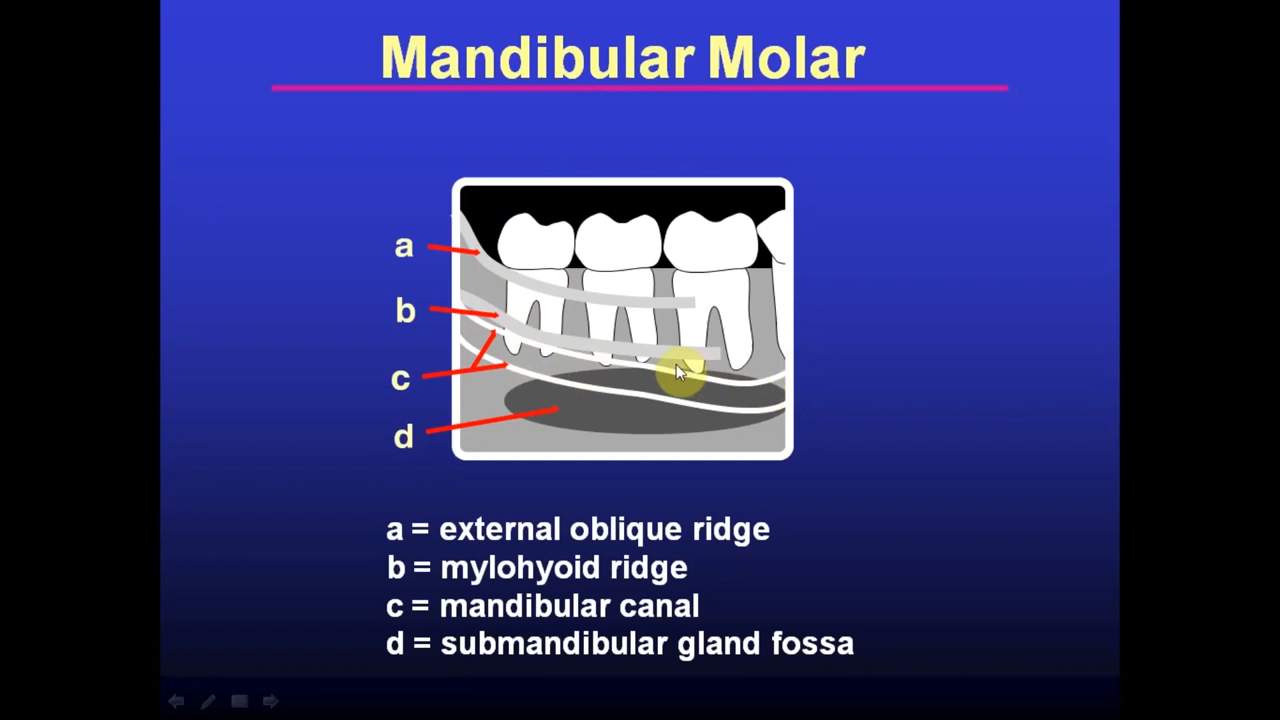 Mandibular Molar
a
b
c
d
a = external oblique ridge
b = mylohyoid ridge
c = mandibular canal
d = submandibular gland fossa